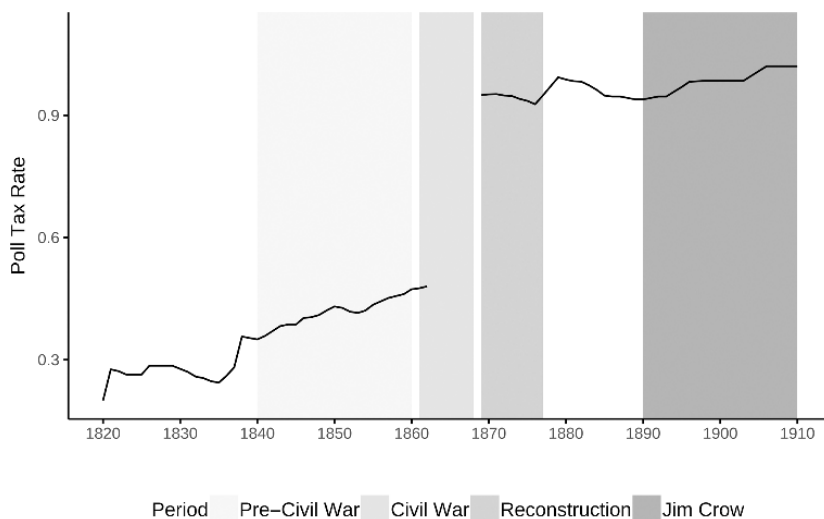 Poll Tax Rate
0.9
0.6
0.3
1820 1830 1840 1850 1860 1870 1880 1890 1900 1910
Period Pre−Civil War Civil War Reconstruction Jim Crow